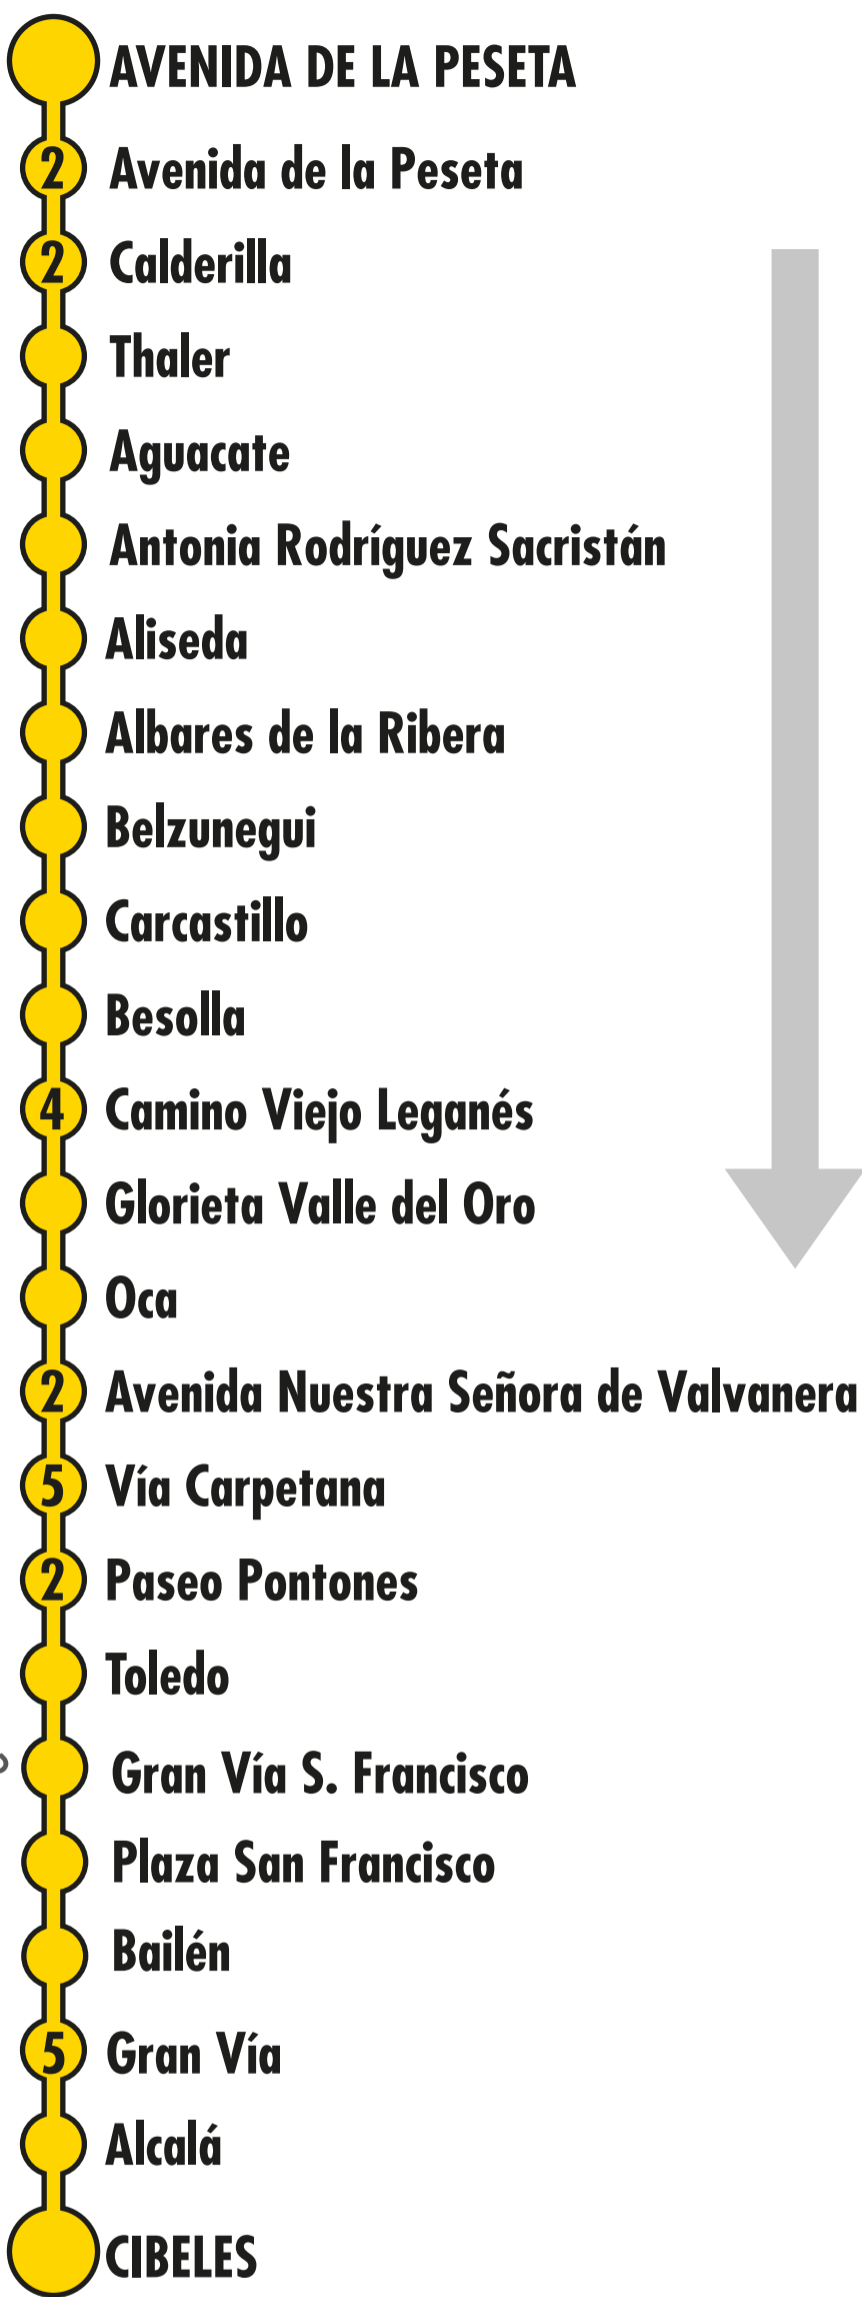 AVENIDA DE LA PESETA
2 Avenida de la Peseta
2 Calderilla
Thaler
Aguacate
Antonia Rodríguez Sacristán
Aliseda
Albares de la Ribera
Belzunegui
Carcastillo
Besolla
4 Camino Viejo Leganés
Glorieta Valle del Oro
Oca
2 Avenida Nuestra Señora de Valvanera
5 Vía Carpetana
2 Paseo Pontones
Toledo
Gran Vía S. Francisco
Plaza San Francisco
Bailén
5 Gran Vía
Alcalá
CIBELES